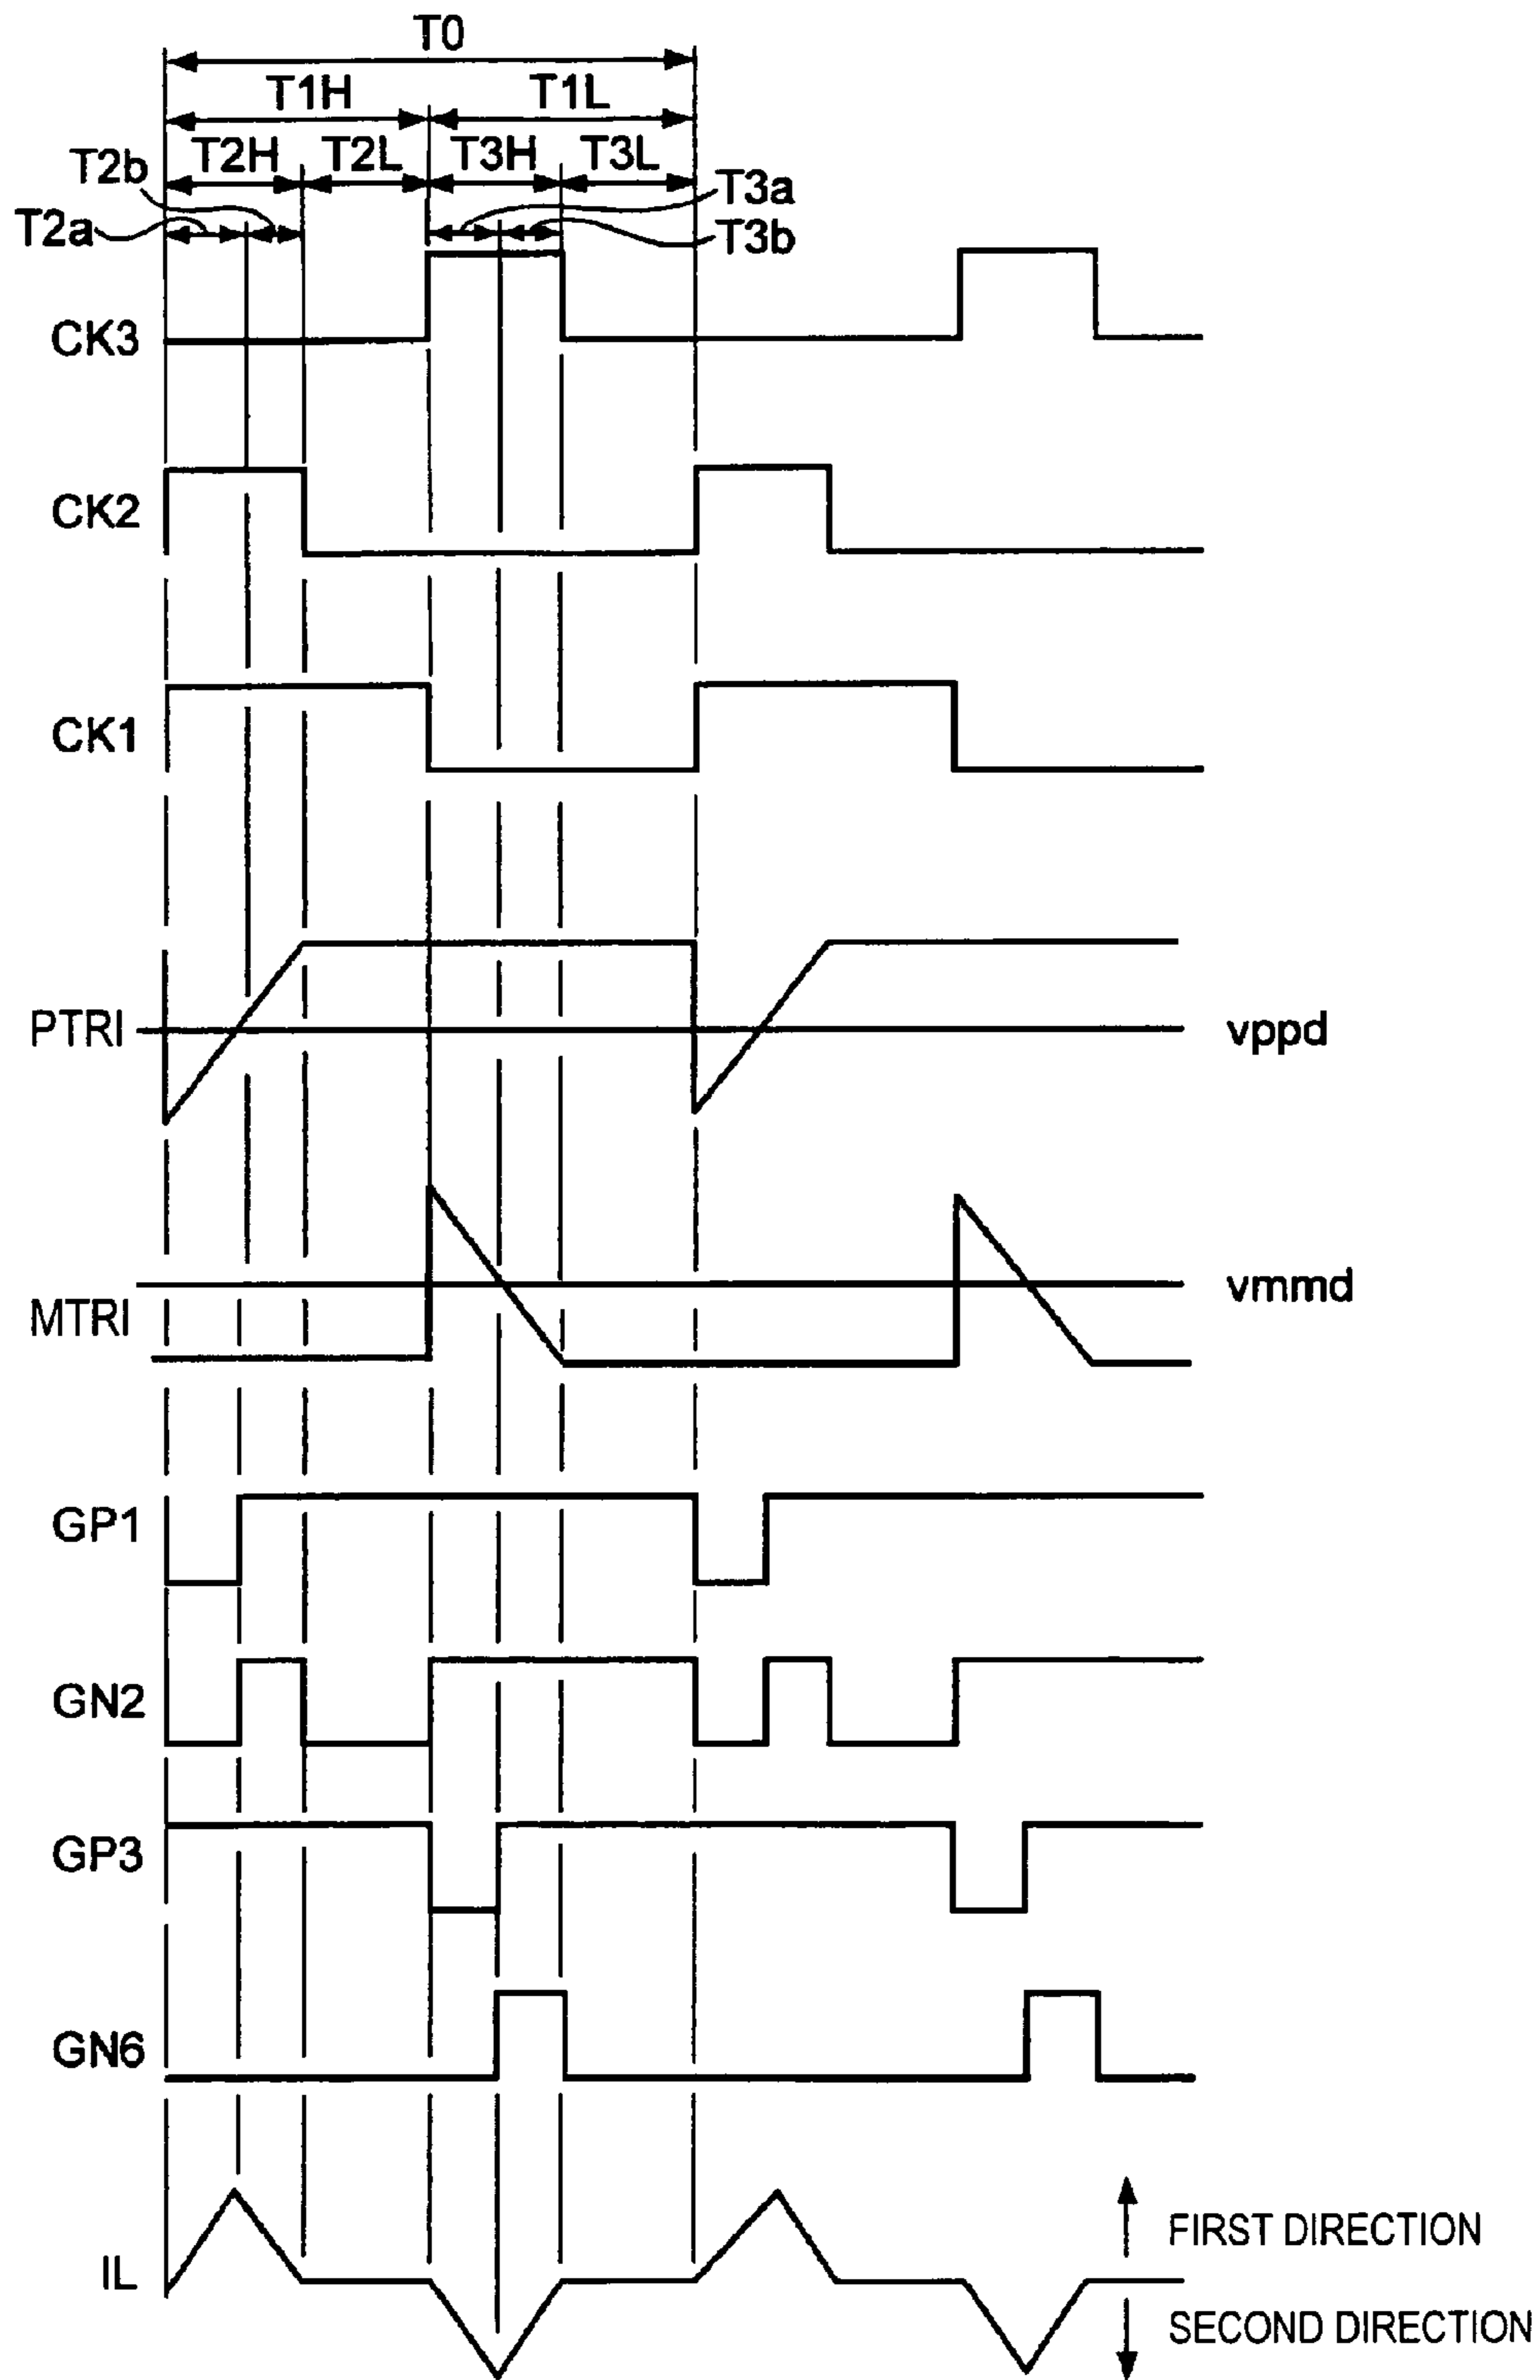 T0
T1H T1L
T2H T2L T3H T3L
T2b
T3a
T2a
T3b
CK3
CK2
CK1
PTRI
vppd
vmmd
MTRI
GP1
GN2
GP3
GN6
FIRST DIRECTION
IL
SECOND DIRECTION